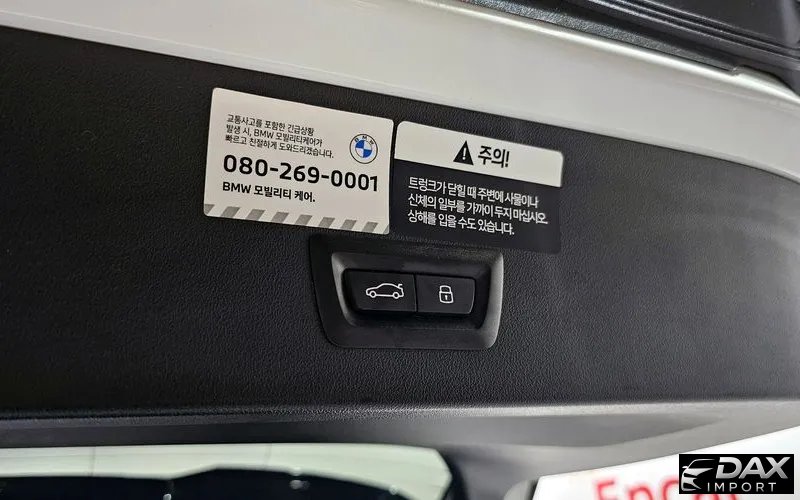 교통사고를 포함한 긴급상황
발생 시, BMW 모빌리티케어가
빠르고 친절하게 도와드리겠습니다.
080-269-0001
BMW 모빌리티 케어.
BMW
주의!
트렁크가 닫힐 때 주변에 사물이나
신체의 일부를 가까이 두지 마십시오.
상해를 입을 수도 있습니다.
DAX
IMPORT